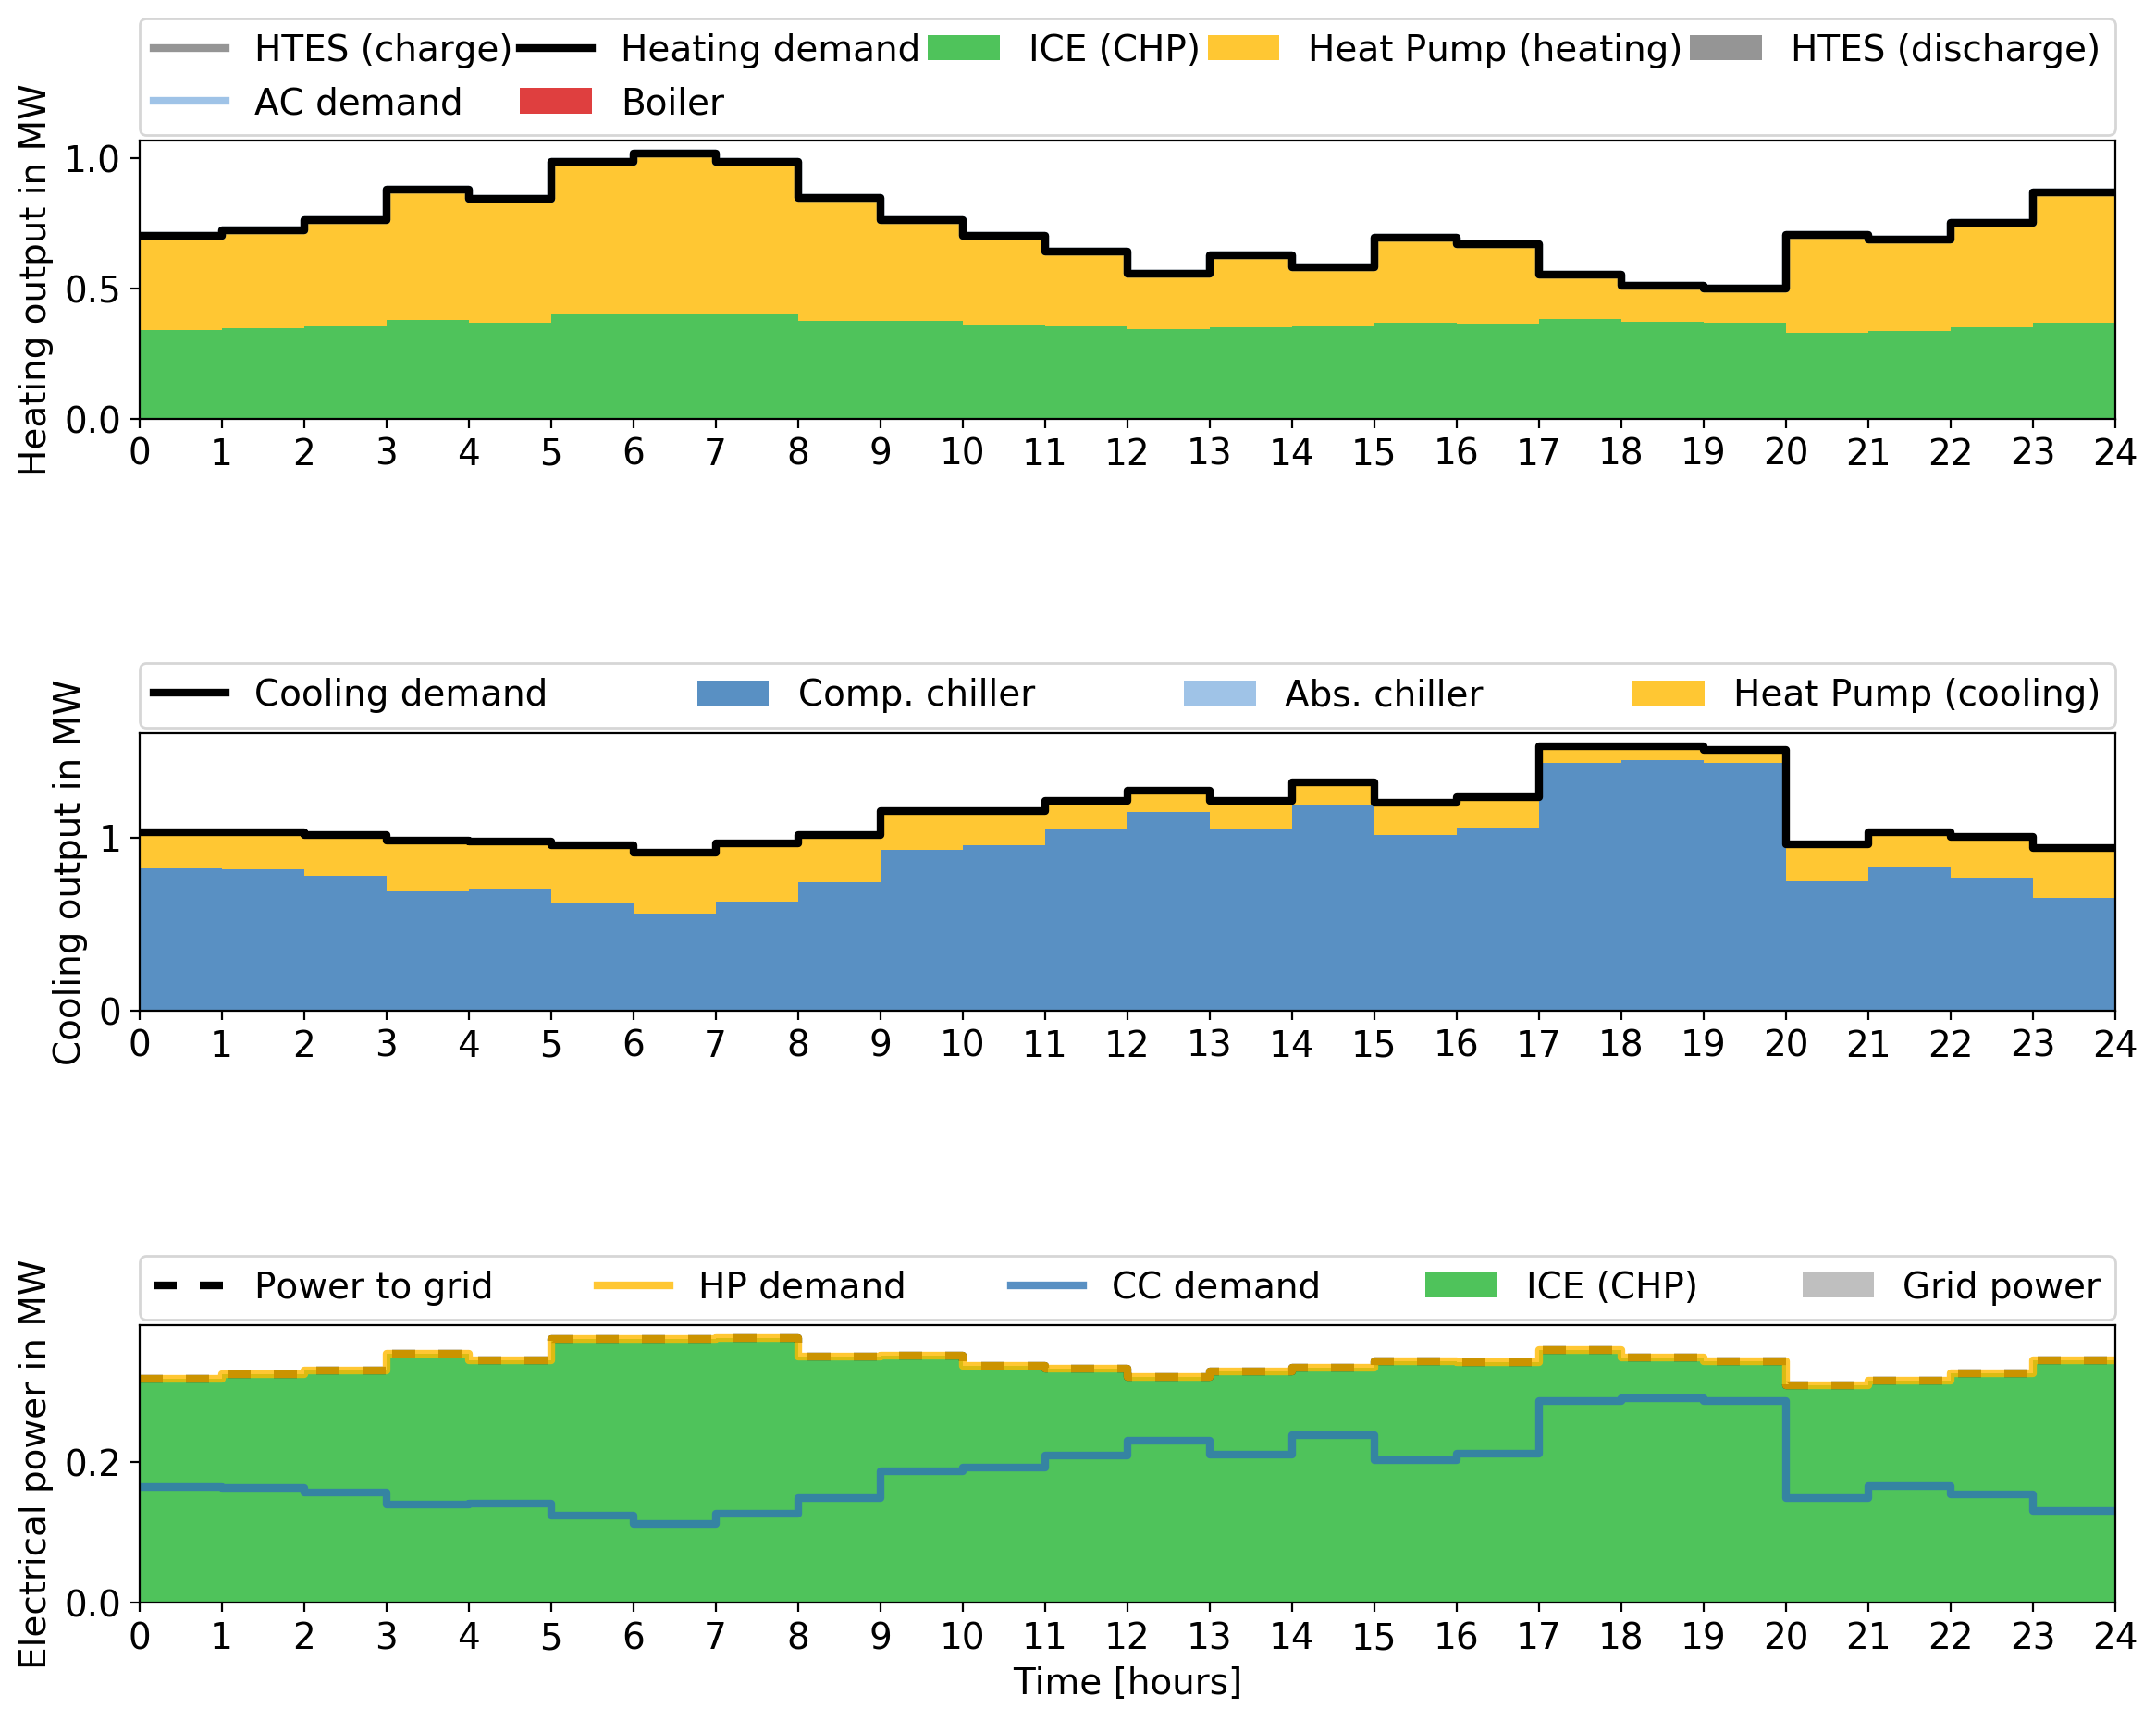 HTES (charge) Heating demand ICE (CHP) Heat Pump (heating) HTES (discharge)
AC demand Boiler
Heating output in MW
1.0
0.5
0.0
0 1 2 3 4 5 6 7 8 9 10 11 12 13 14 15 16 17 18 19 20 21 22 23 24
Cooling demand Comp. chiller Abs. chiller Heat Pump (cooling)
Cooling output in MW
1
0
0 1 2 3 4 5 6 7 8 9 10 11 12 13 14 15 16 17 18 19 20 21 22 23 24
Power to grid HP demand CC demand ICE (CHP) Grid power
Electrical power in MW
0.2
0.0
0 1 2 3 4 5 6 7 8 9 10 11 12 13 14 15 16 17 18 19 20 21 22 23 24
Time [hours]